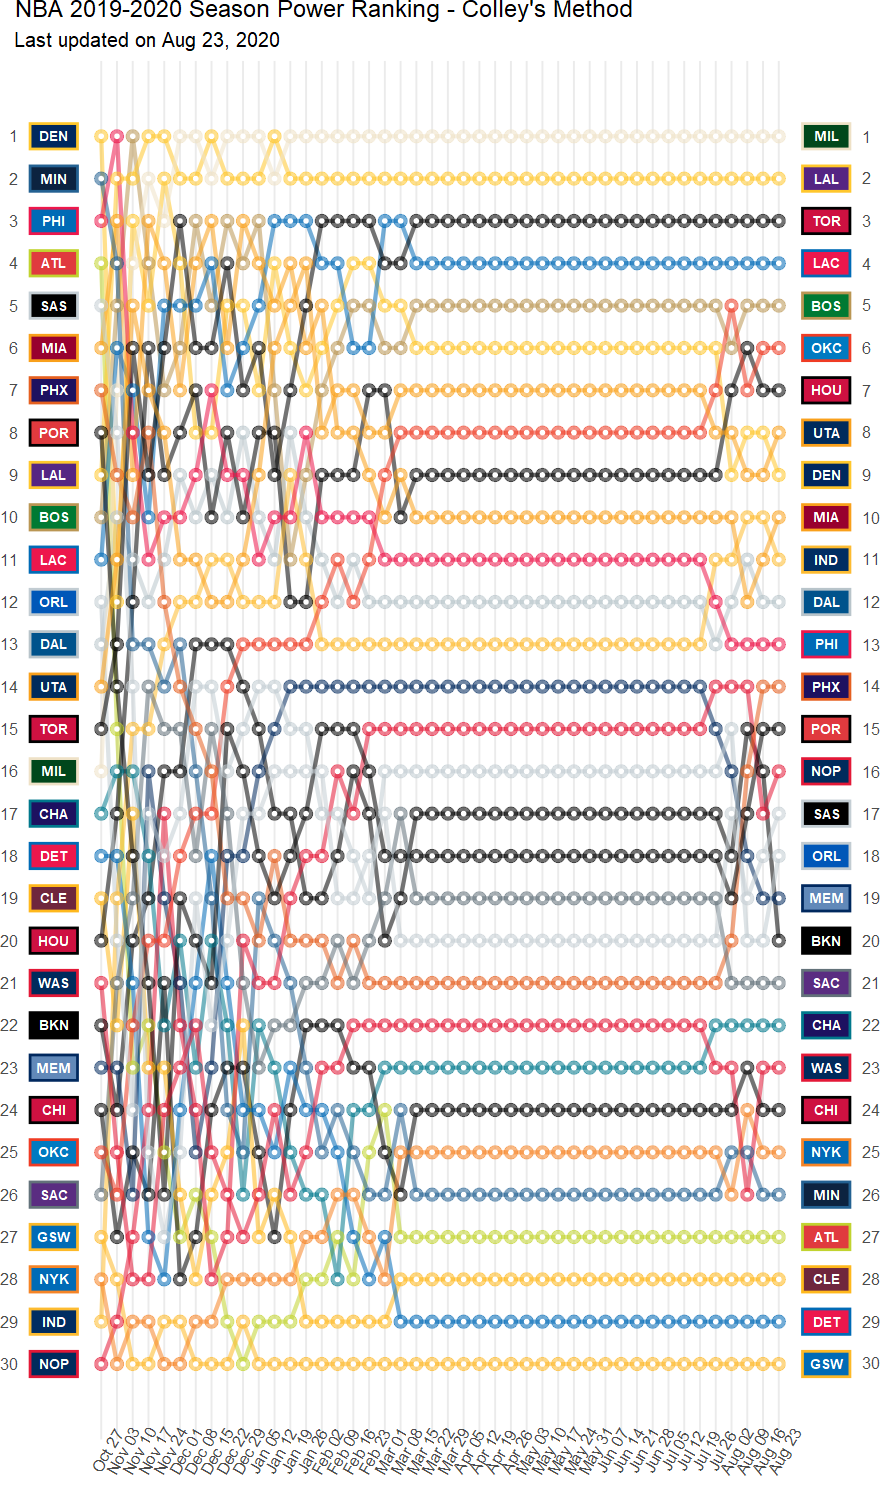 NBA 2019-2020 Season Power Ranking - Colley's Method
Last updated on Aug 23, 2020
1 DEN MIL 1
2 MIN LAL 2
3 PHI TOR 3
4 ATL LAC 4
5 SAS BOS 5
6 MIA OKC 6
7 PHX HOU 7
8 POR UTA 8
9 LAL DEN 9
10 BOS MIA 10
11 LAC IND 11
12 ORL DAL 12
13 DAL PHI 13
14 UTA PHX 14
15 TOR POR 15
16 MIL NOP 16
17 CHA SAS 17
18 DET ORL 18
19 CLE MEM 19
20 HOU BKN 20
21 WAS SAC 21
22 BKN CHA 22
23 MEM WAS 23
24 CHI CHI 24
25 OKC NYK 25
26 SAC MIN 26
27 GSW ATL 27
28 NYK CLE 28
29 IND DET 29
30 NOP GSW 30
Oct 27 Nov 03 Nov 10 Nov 17 Nov 24 Dec 01 Dec 08 Dec 15 Dec 22 Dec 29 Jan 05 Jan 12 Jan 19 Jan 26 Feb 02 Feb 09 Feb 16 Feb 23 Mar 01 Mar 08 Mar 15 Mar 22 Mar 29 Apr 05 Apr 12 Apr 19 Apr 26 May 03 May 10 May 17 May 24 May 31 Jun 07 Jun 14 Jun 21 Jun 28 Jul 05 Jul 12 Jul 19 Jul 26 Aug 02 Aug 09 Aug 16 Aug 23